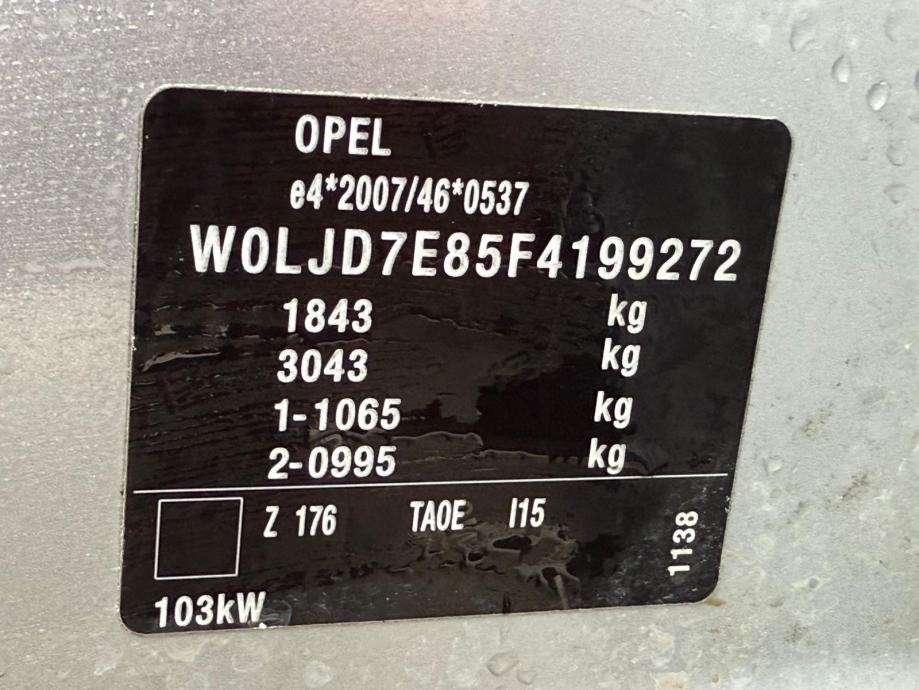 OPEL
e4*2007/46*0537
W0LJD7E85F4199272
1843 kg
3043 kg
1-1065 kg
2-0995 kg
Z 176 TAOE I15
1138
103kW